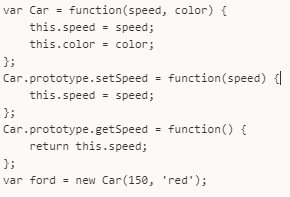 var Car = function(speed, color) {
    this.speed = speed;
    this.color = color;
};
Car.prototype.setSpeed = function(speed) {
    this.speed = speed;
};
Car.prototype.getSpeed = function() {
    return this.speed;
};
var ford = new Car(150, 'red');